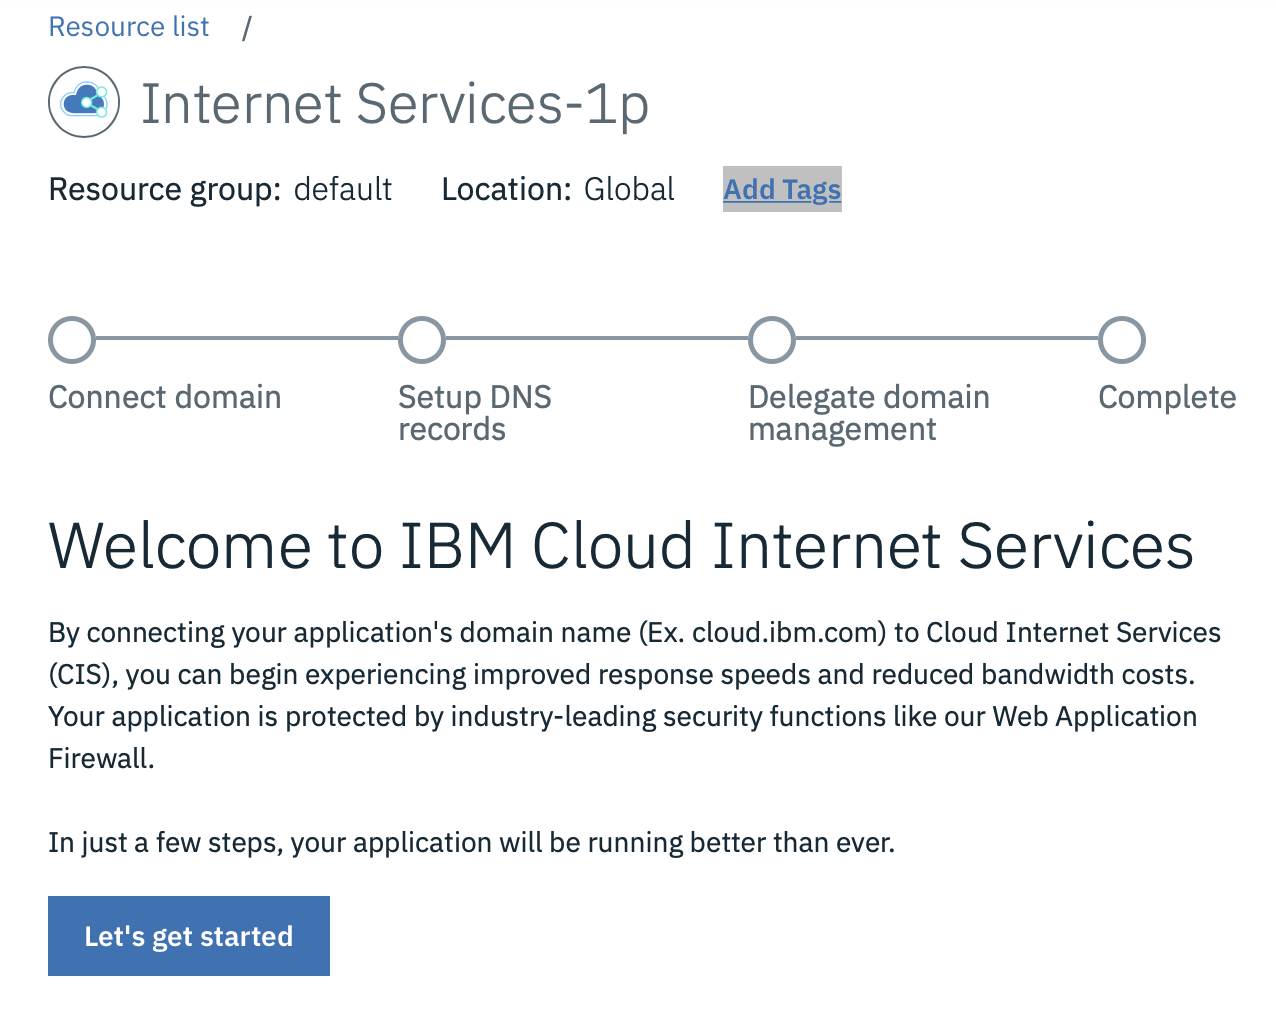 Resource list /
Internet Services-1p
Resource group: default Location: Global Add Tags
Connect domain
Setup DNS
records
Delegate domain
management
Complete
Welcome to IBM Cloud Internet Services
By connecting your application's domain name (Ex. cloud.ibm.com) to Cloud Internet Services
(CIS), you can begin experiencing improved response speeds and reduced bandwidth costs.
Your application is protected by industry-leading security functions like our Web Application
Firewall.
In just a few steps, your application will be running better than ever.
Let's get started